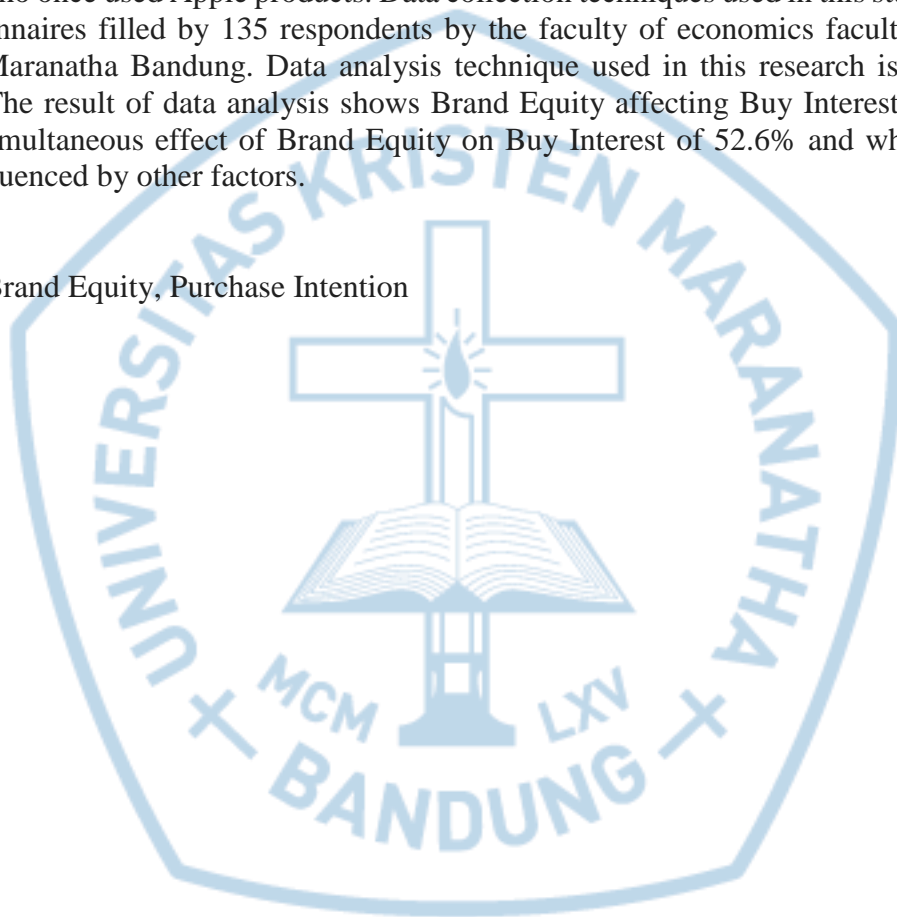 no once used Apple products. Data collection techniques used in this sta
nnaires filled by 135 respondents by the faculty of economics facult
Maranatha Bandung. Data analysis technique used in this research is
The result of data analysis shows Brand Equity affecting Buy Interest
multaneous effect of Brand Equity on Buy Interest of 52.6% and wh
uenced by other factors.
Brand Equity, Purchase Intention
UNIVERSITAS KRISTEN MARANATHA
MCM LXV
BANDUNG